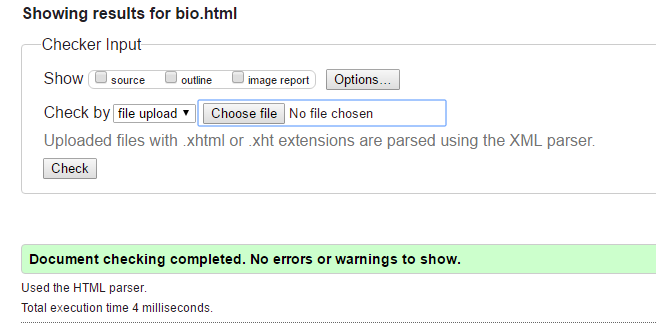 Showing results for bio.html
Checker Input
Show source outline image report Options...
Check by file upload Choose file No file chosen
Uploaded files with .xhtml or .xht extensions are parsed using the XML parser.
Check
Document checking completed. No errors or warnings to show.
Used the HTML parser.
Total execution time 4 milliseconds.